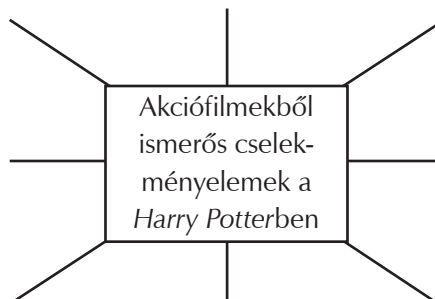 Akciófilmekből
ismerős cselek-
ményelemek a
Harry Potterben